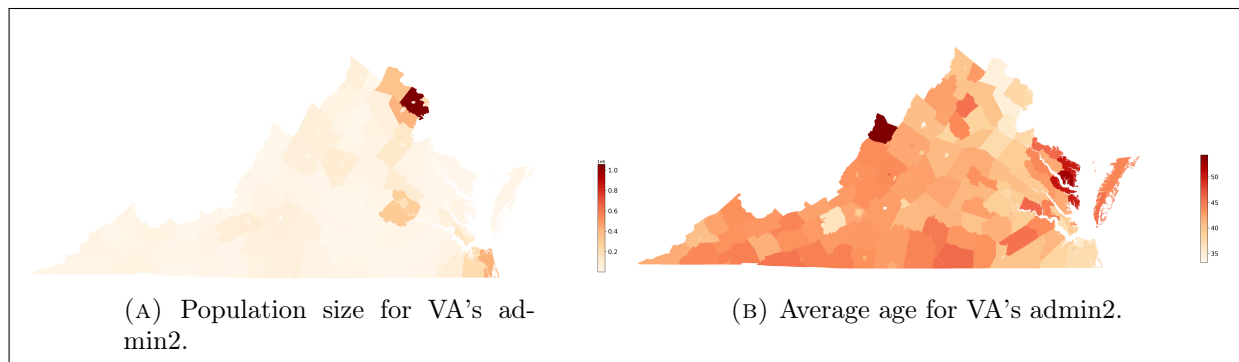 1e6
1.0
0.8
0.6
0.4
0.2
50
45
40
35
(A) Population size for VA's ad-
min2.
(B) Average age for VA's admin2.